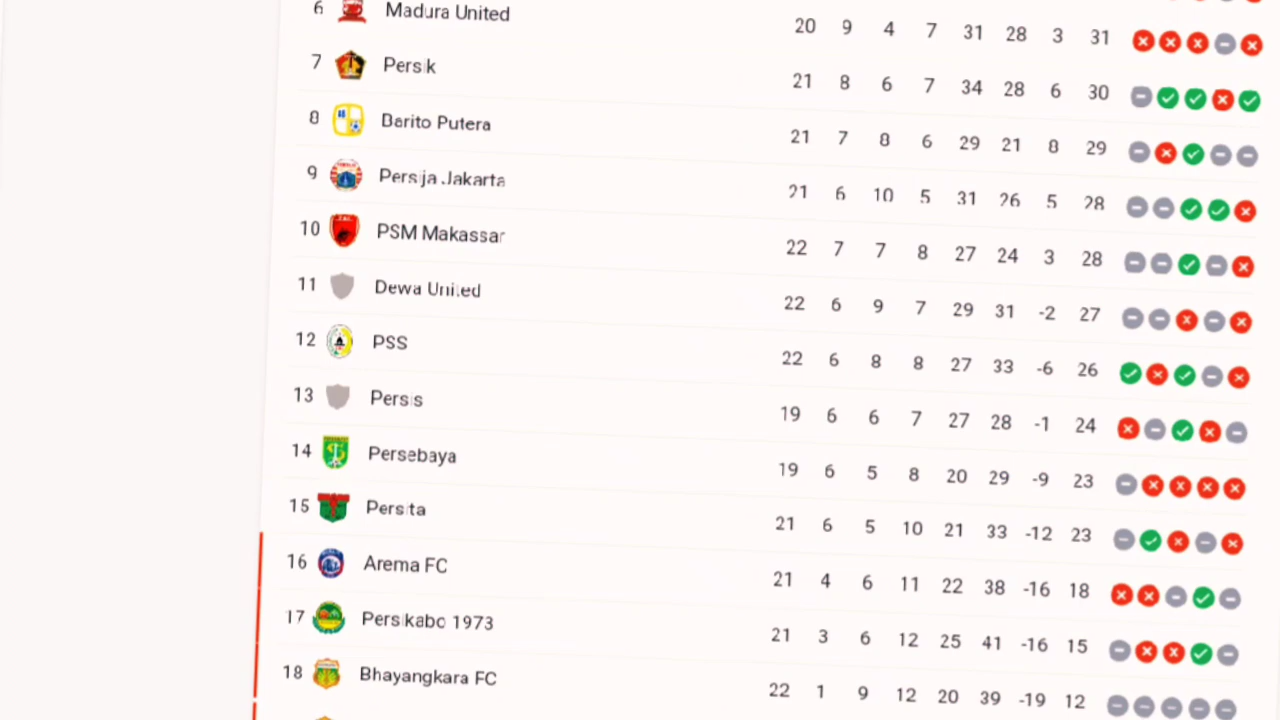 6 Madura United 20 9 4 7 31 28 3 31
7 Persik 21 8 6 7 34 28 6 30
8 Barito Putera 21 7 8 6 29 21 8 29
9 Persija Jakarta 21 6 10 5 31 26 5 28
10 PSM Makassar 22 7 7 8 27 24 3 28
11 Dewa United 22 6 9 7 29 31 -2 27
12 PSS 22 6 8 8 27 33 -6 26
13 Persis 19 6 6 7 27 28 -1 24
14 Persebaya 19 6 5 8 20 29 -9 23
15 Persita 21 6 5 10 21 33 -12 23
16 Arema FC 21 4 6 11 22 38 -16 18
17 Persikabo 1973 21 3 6 12 25 41 -16 15
18 Bhayangkara FC 22 1 9 12 20 39 -19 12